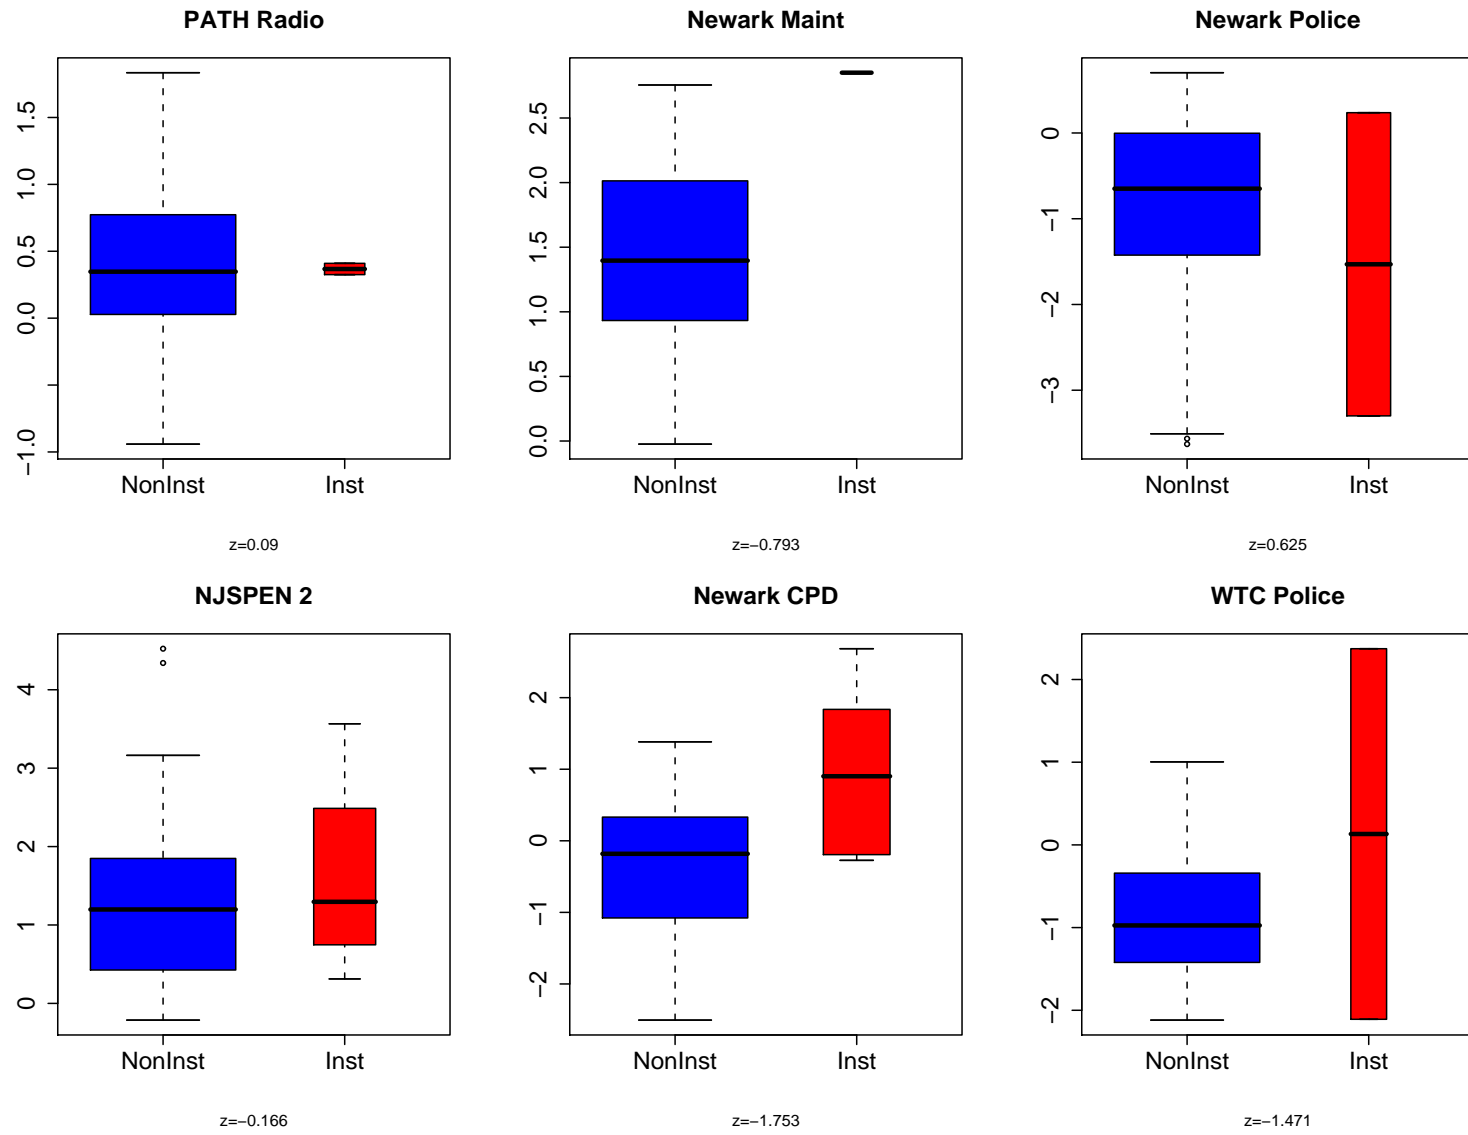 PATH Radio
1.5
1.0
0.5
0.0
−1.0
NonInst
Inst
z=0.09
Newark Maint
2.5
2.0
1.5
1.0
0.5
0.0
NonInst
Inst
z=−0.793
Newark Police
0
−1
−2
−3
NonInst
Inst
z=0.625
NJSPEN 2
4
3
2
1
0
NonInst
Inst
z=−0.166
Newark CPD
2
1
0
−1
−2
NonInst
Inst
z=−1.753
WTC Police
2
1
0
−1
−2
NonInst
Inst
z=−1.471